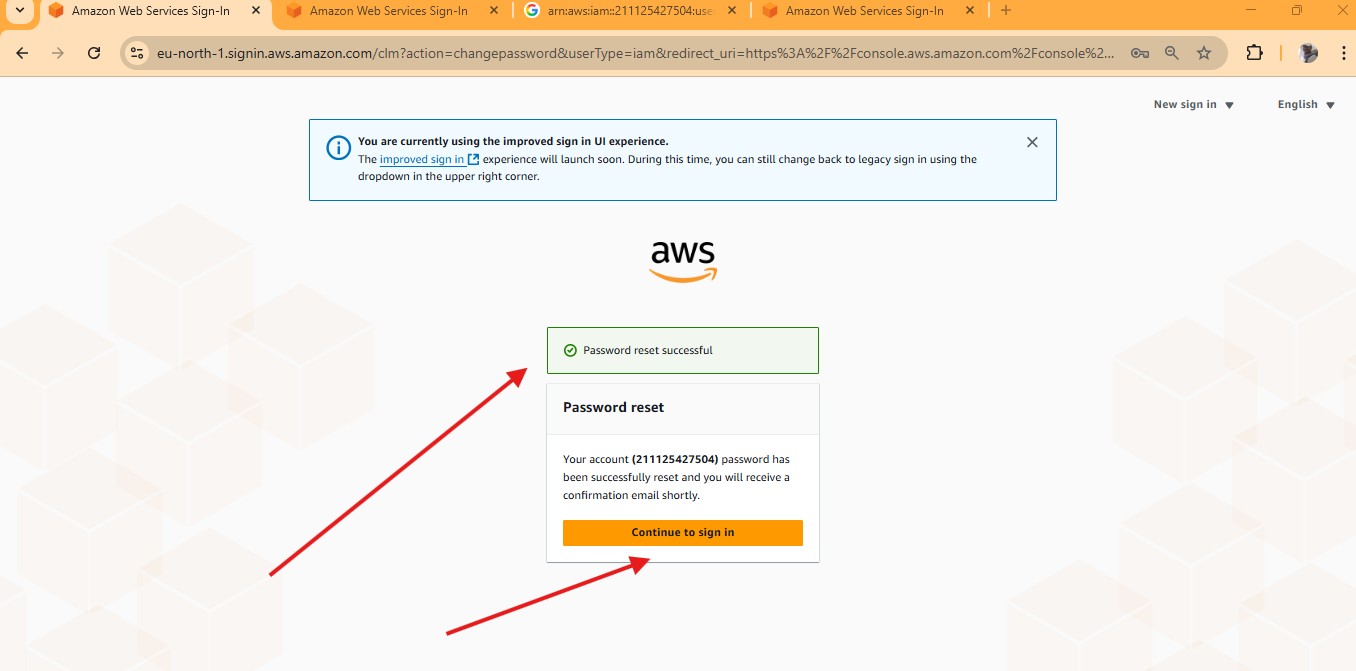 Amazon Web Services Sign-In
Amazon Web Services Sign-In
arn:aws:iam::211125427504:use
Amazon Web Services Sign-In
eu-north-1.signin.aws.amazon.com/clm?action=changepassword&userType=iam&redirect_uri=https%3A%2F%2Fconsole.aws.amazon.com%2Fconsole%2...
New sign in
English
You are currently using the improved sign in UI experience.
The improved sign in experience will launch soon. During this time, you can still change back to legacy sign in using the
dropdown in the upper right corner.
aws
Password reset successful
Password reset
Your account (211125427504) password has
been successfully reset and you will receive a
confirmation email shortly.
Continue to sign in